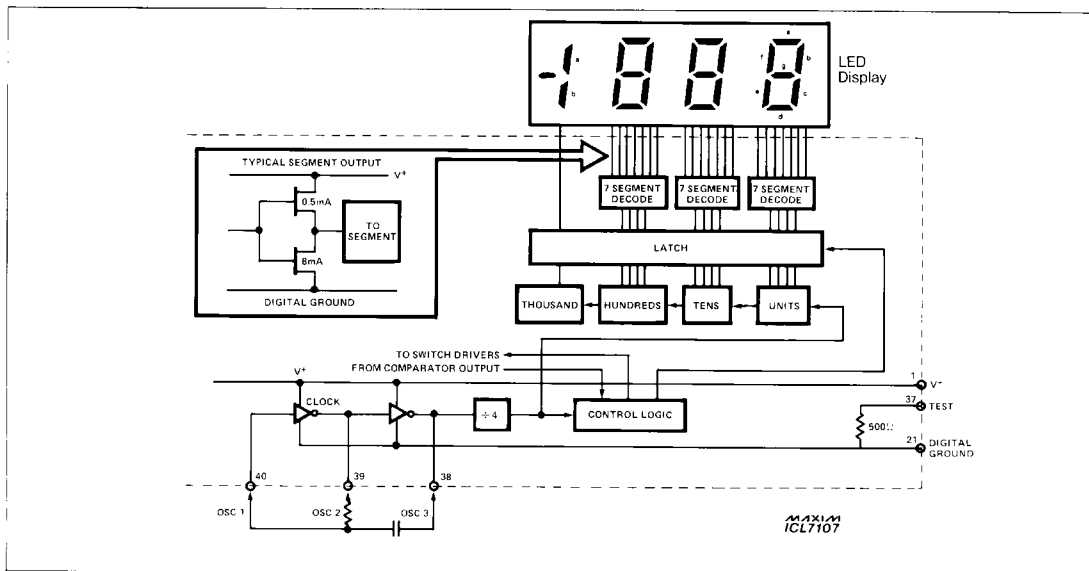 a
b
a
f
b
g
e
c
d
LED
Display
TYPICAL SEGMENT OUTPUT
V+
0.5mA
TO
SEGMENT
8mA
DIGITAL GROUND
7 SEGMENT
DECODE
7 SEGMENT
DECODE
7 SEGMENT
DECODE
LATCH
THOUSAND
HUNDREDS
TENS
UNITS
TO SWITCH DRIVERS
FROM COMPARATOR OUTPUT
V+
CLOCK
÷4
CONTROL LOGIC
1
V+
37
TEST
500Ω
21
DIGITAL
GROUND
40
39
38
OSC 1
OSC 2
OSC 3
MAXIM
ICL7107